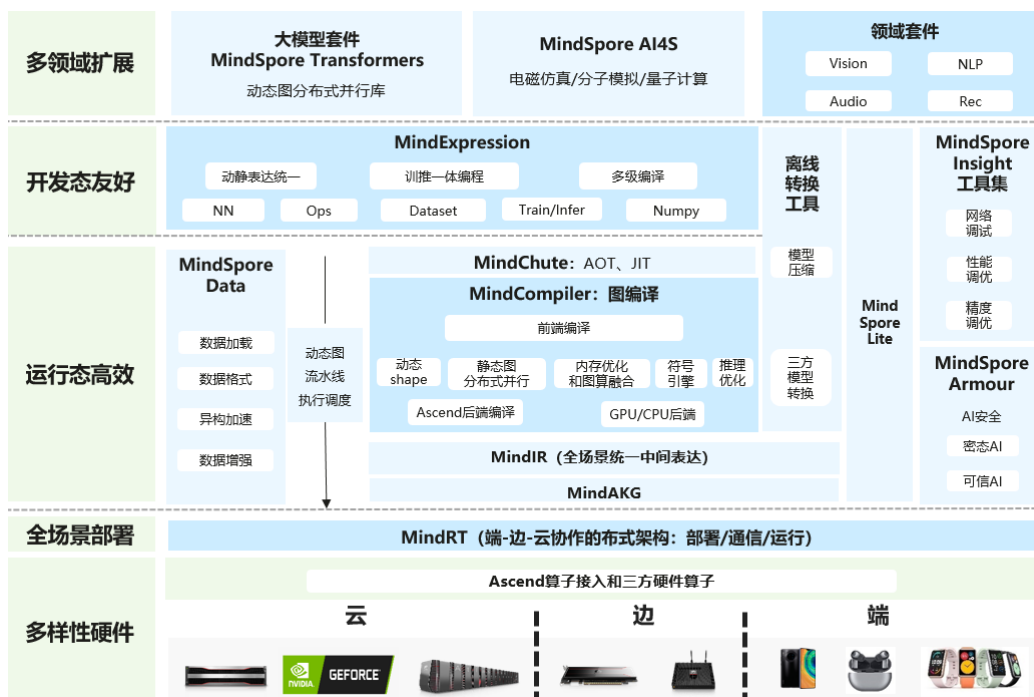 多领域扩展
大模型套件
MindSpore Transformers
动态图分布式并行库
MindSpore AI4S
电磁仿真/分子模拟/量子计算
领域套件
Vision
NLP
Audio
Rec
开发态友好
MindExpression
动静表达统一
训推一体编程
多级编译
NN
Ops
Dataset
Train/Infer
Numpy
离线
转换
工具
模型
压缩
三方
模型
转换
Mind
Spore
Lite
MindSpore
Insight
工具集
网络
调试
性能
调优
精度
调优
运行态高效
MindSpore
Data
数据加载
数据格式
异构加速
数据增强
动态图
流水线
执行调度
MindChute：AOT、JIT
MindCompiler：图编译
前端编译
动态
shape
静态图
分布式并行
内存优化
和图算融合
符号
引擎
推理
优化
Ascend后端编译
GPU/CPU后端
MindIR（全场景统一中间表达）
MindAKG
MindSpore
Armour
AI安全
密态AI
可信AI
全场景部署
MindRT（端-边-云协作的布式架构：部署/通信/运行）
多样性硬件
Ascend算子接入和三方硬件算子
云
边
端
NVIDIA
GEFORCE